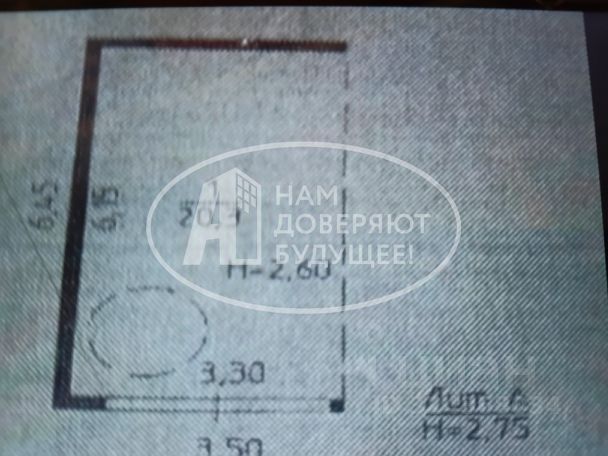 6,45
6,15
1
20,3
НАМ
ДОВЕРЯЮТ
БУДУЩЕЕ!
H=2,60
3,30
3,50
Лит. А
H=2,75